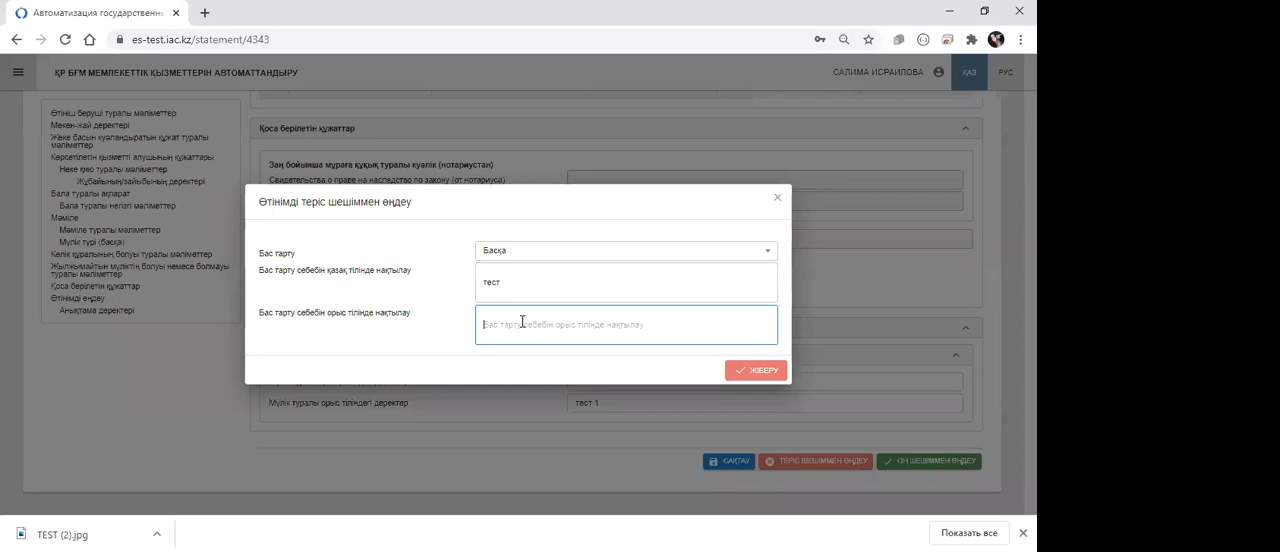 Автоматизация государственны
es-test.iac.kz/statement/4343
ҚР БҒМ МЕМЛЕКЕТТІК ҚЫЗМЕТТЕРІН АВТОМАТТАНДЫРУ
САЛИМА ИСРАИЛОВА
ҚАЗ
РУС
Өтініш беруші туралы мәліметтер
Мекен-жай деректері
Жеке басын куәландыратын құжат туралы
мәліметтер
Көрсетілетін қызметті алушының құжаттары
Неке қию туралы мәліметтер
Жұбайының/зайыбының деректері
Бала туралы ақпарат
Бала туралы негізгі мәліметтер
Мәміле
Мәміле туралы мәліметтер
Мүлік түрі (басқа)
Көлік құралының болуы туралы мәліметтер
Жылжымайтын мүліктің болуы немесе болмауы
туралы мәліметтер
Қоса берілетін құжаттар
Өтінімді өңдеу
Анықтама деректері
Қоса берілетін құжаттар
Заң бойынша мұраға құқық туралы куәлік (нотариустан)
Свидетельства о праве на наследство по закону (от нотариуса)
Өтінімді теріс шешіммен өңдеу
Бас тарту
Басқа
Бас тарту себебін қазақ тілінде нақтылау
тест
Бас тарту себебін орыс тілінде нақтылау
Бас тарту себебін орыс тілінде нақтылау
ЖІБЕРУ
Мүлік туралы орыс тіліндегі деректер
тест 1
САҚТАУ
ТЕРІС ШЕШІММЕН ӨҢДЕУ
ОҢ ШЕШІММЕН ӨҢДЕУ
TEST (2).jpg
Показать все